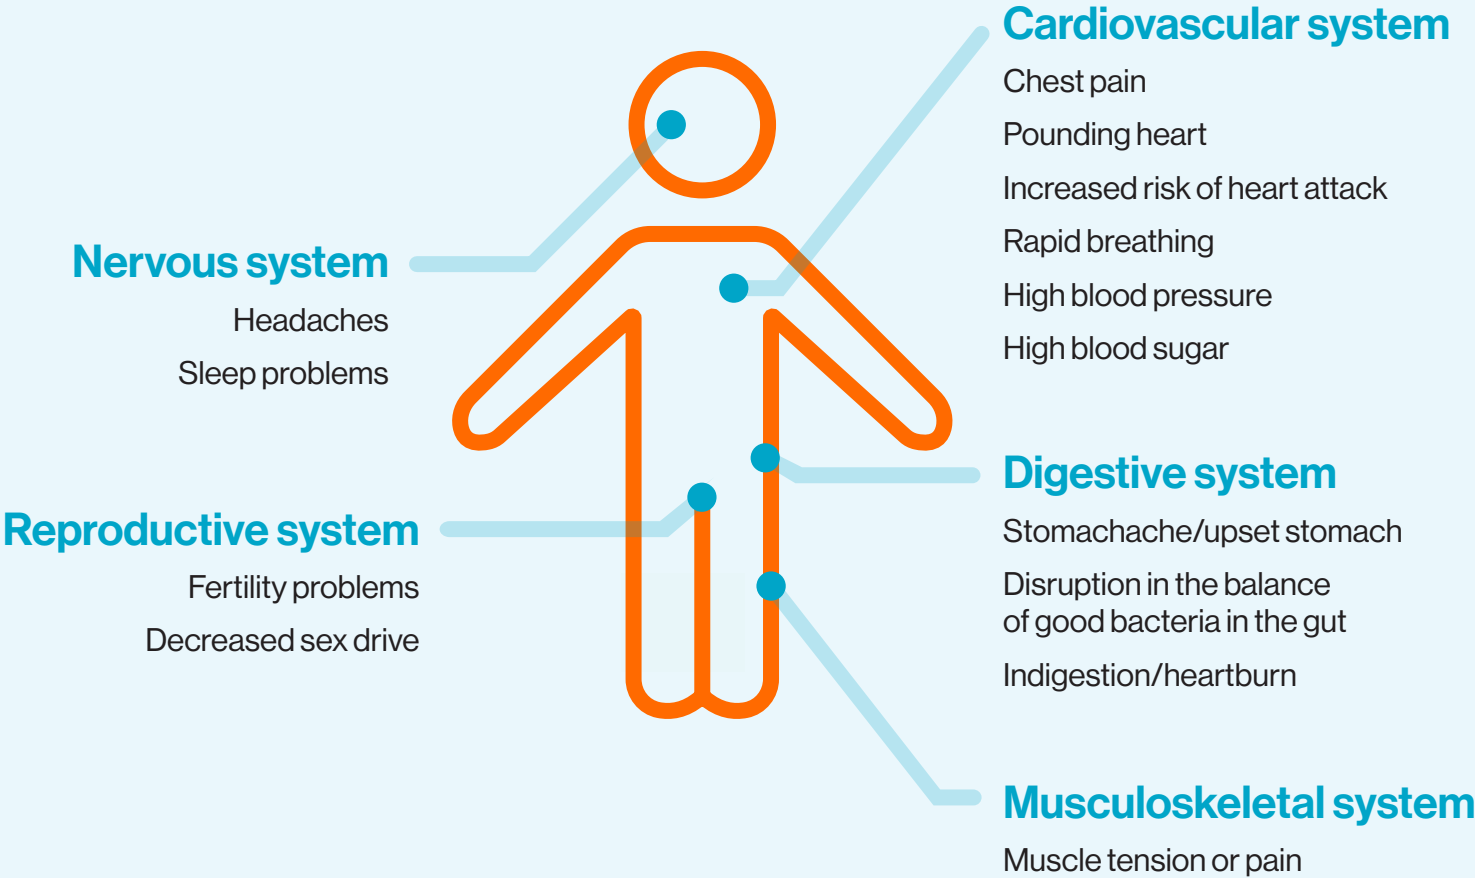 Nervous system
Headaches
Sleep problems
Reproductive system
Fertility problems
Decreased sex drive
Cardiovascular system
Chest pain
Pounding heart
Increased risk of heart attack
Rapid breathing
High blood pressure
High blood sugar
Digestive system
Stomachache/upset stomach
Disruption in the balance
of good bacteria in the gut
Indigestion/heartburn
Musculoskeletal system
Muscle tension or pain